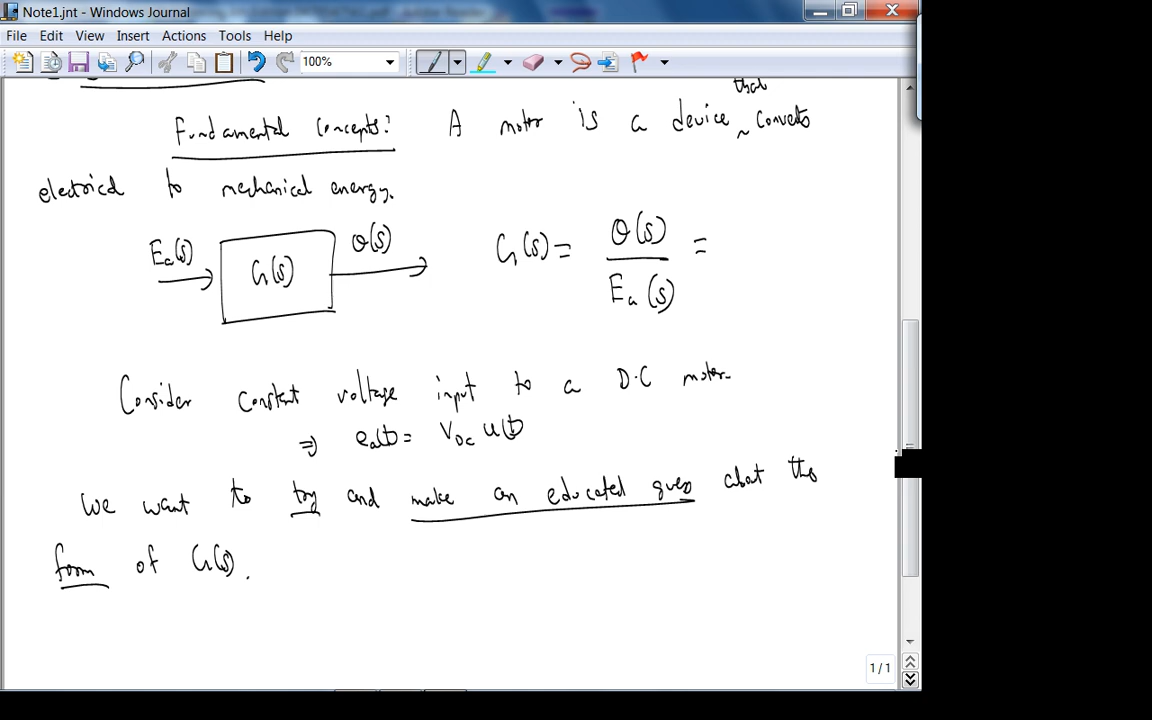 Note1.jnt - Windows Journal
File Edit View Insert Actions Tools Help
100%
that
Fundamental Concepts: A motor is a device ~ converts
electrical to mechanical energy.
Ea(s) G(s) θ(s) G(s) = θ(s) / Ea(s) =
Consider constant voltage input to a D.C motor.
⇒ ea(t) = VDC u(t)
We want to try and make an educated guess about the
form of G(s).
1 / 1